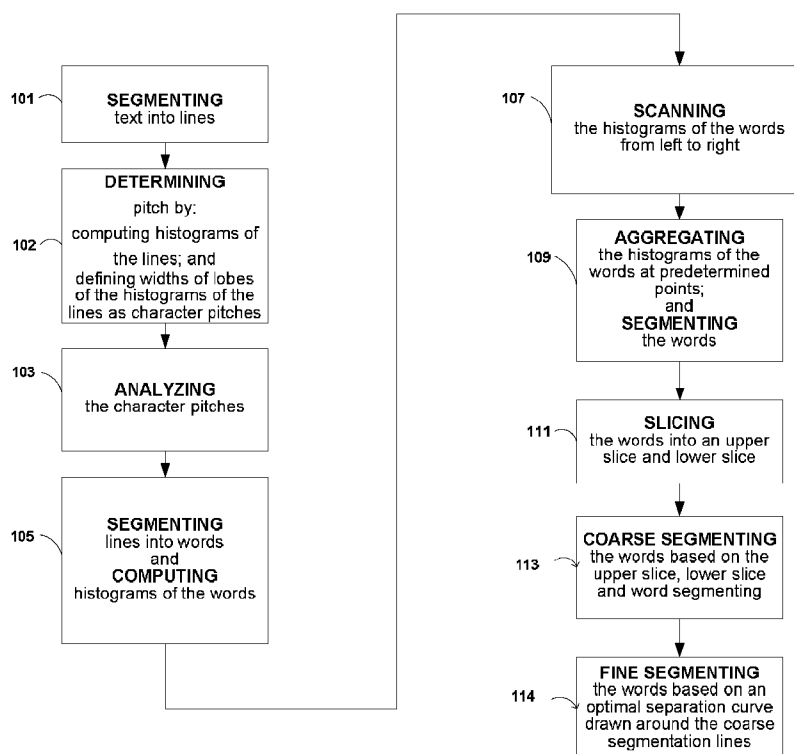 101
SEGMENTING
text into lines
102
DETERMINING
pitch by:
computing histograms of
the lines; and
defining widths of lobes
of the histograms of the
lines as character pitches
103
ANALYZING
the character pitches
105
SEGMENTING
lines into words
and
COMPUTING
histograms of the words
107
SCANNING
the histograms of the words
from left to right
109
AGGREGATING
the histograms of the
words at predetermined
points;
and
SEGMENTING
the words
111
SLICING
the words into an upper
slice and lower slice
113
COARSE SEGMENTING
the words based on the
upper slice, lower slice
and word segmenting
114
FINE SEGMENTING
the words based on an
optimal separation curve
drawn around the coarse
segmentation lines